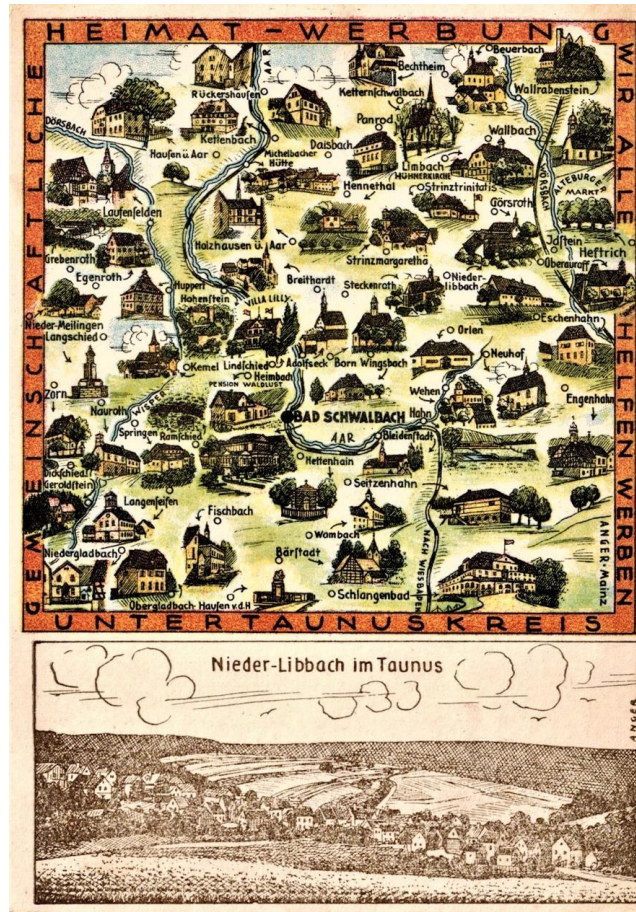 HEIMAT-WERBUNG
WIR ALLE HELFEN WERBEN
GEMEINSCHAFTLICHE
UNTERTAUNUSKREIS
AAR
Beuerbach
Bechtheim
Rückershausen
Ketternschwalbach
Wallrabenstein
DÖRSBACH
Panrod
Kettenbach
Hausen ü. Aar
Daisbach
Wallbach
Michelbacher
Hütte
Limbach
HÜHNERKIRCHE
Hennethal
Strinztrinitatis
ALTEBURGER
MARKT
Görsroth
Laufenselden
Holzhausen ü. Aar
Idstein
Strinzmargaretha
Oberauroff
Heftrich
Grebenroth
Egenroth
Huppert
Breithardt
Steckenroth
Nieder-
libbach
Hohenstein
VILLA LILLY
Eschenhahn
Nieder-Meilingen
Langschied
Orlen
Neuhof
Kemel
Lindschied
Adolfseck
Born
Wingsbach
Heimbach
PENSION WALDLUST
Zorn
Wehen
Engenhahn
Nauroth
WISPER
BAD SCHWALBACH
Hahn
Springen
Ramschied
AAR
Bleidenstadt
Hettenhain
Dickschied
Geroldstein
Seitzenhahn
Langenseifen
Fischbach
Wambach
NACH WIESBADEN
Niedergladbach
Bärstadt
Obergladbach-Hausen v.d.H
Schlangenbad
ANGER-Mainz
Nieder-Libbach im Taunus
ANGER